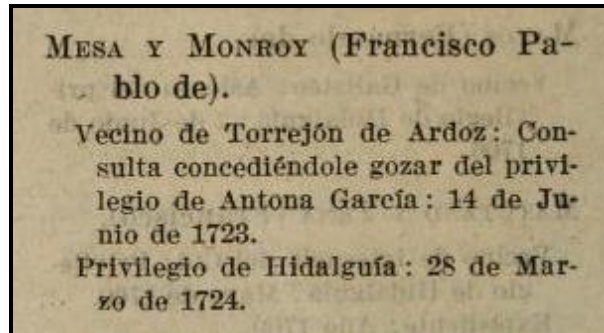 MESA Y MONROY (Francisco Pa-
blo de).
Vecino de Torrejón de Ardoz: Con-
sulta concediéndole gozar del privi-
legio de Antona García: 14 de Ju-
nio de 1723.
Privilegio de Hidalguía: 28 de Mar-
zo de 1724.